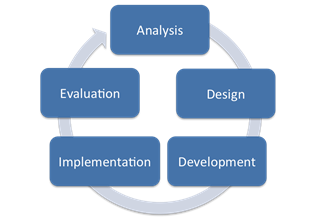 Analysis
Design
Development
Implementation
Evaluation